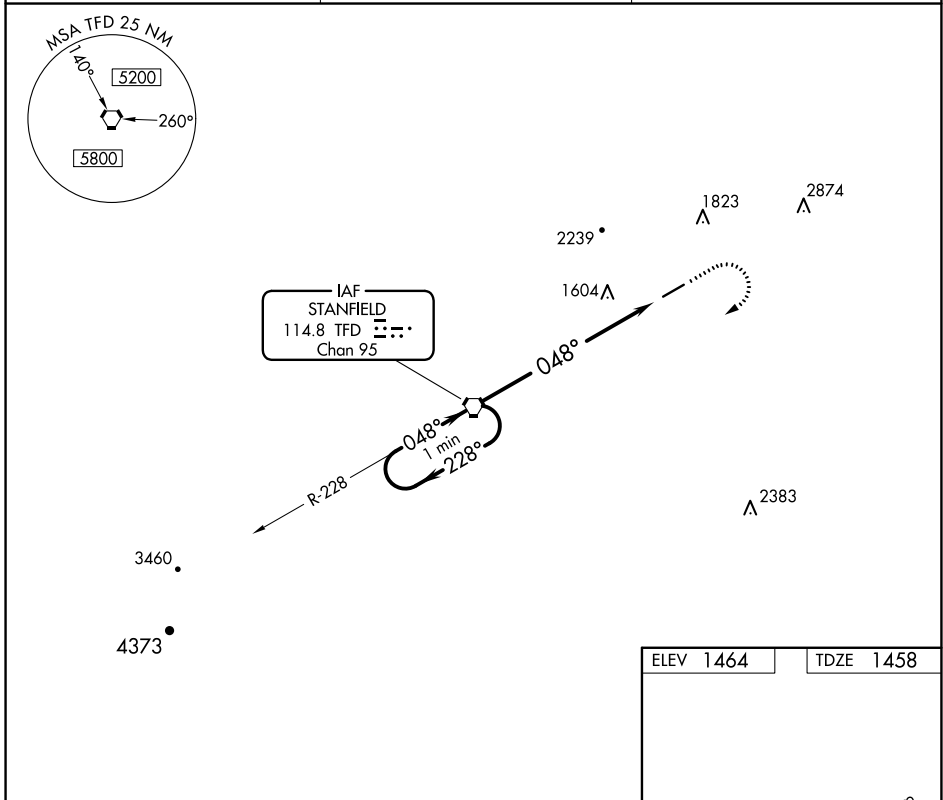 MSA TFD 25 NM
140°
5200
260°
5800
2874
1823
2239
1604
IAF
STANFIELD
114.8 TFD
Chan 95
048°
048°
1 min
228°
R-228
2383
3460
4373
ELEV 1464
TDZE 1458